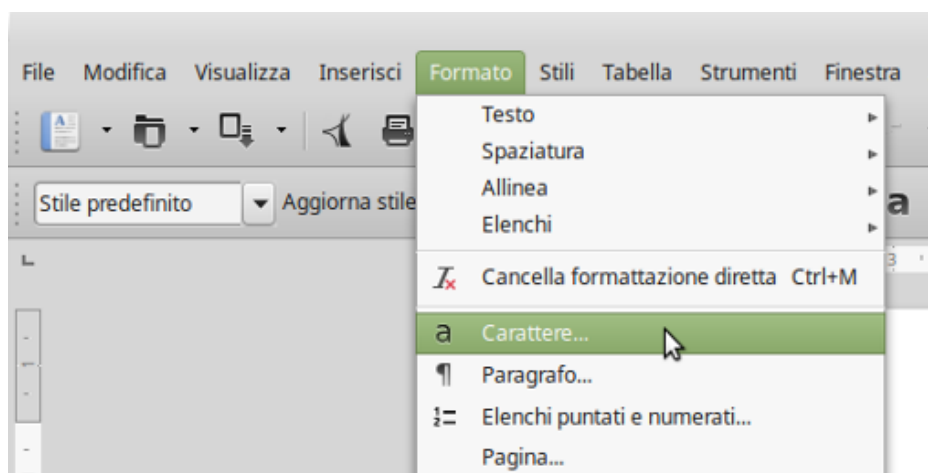 File Modifica Visualizza Inserisci Formato Stili Tabella Strumenti Finestra
Testo
Spaziatura
Stile predefinito Aggiorna stile Allinea a
Elenchi
3
Cancella formattazione diretta Ctrl+M
a Carattere...
Paragrafo...
Elenchi puntati e numerati...
Pagina...